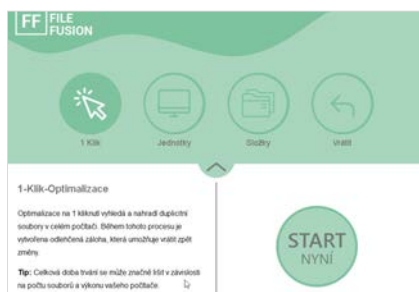 FF FILE
FUSION
1 Klik
Jednotky
Složky
Vrátit
1-Klik-Optimalizace
Optimalizace na 1 kliknutí vyhledá a nahradí duplicitní
soubory v celém počítači. Během tohoto procesu je
vytvořena odlehčená záloha, která umožňuje vrátit zpět
změny.
Tip: Celková doba trvání se může značně lišit v závislosti
na počtu souborů a výkonu vašeho počítače.
START
NYNÍ